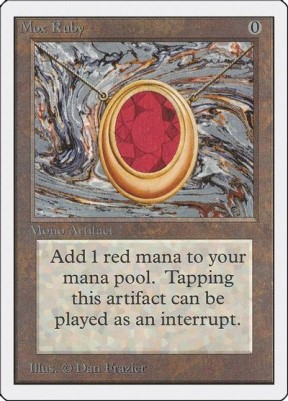 Mox Ruby 0
Mono Artifact
Add 1 red mana to your
mana pool. Tapping
this artifact can be
played as an interrupt.
Illus. © Dan Frazier